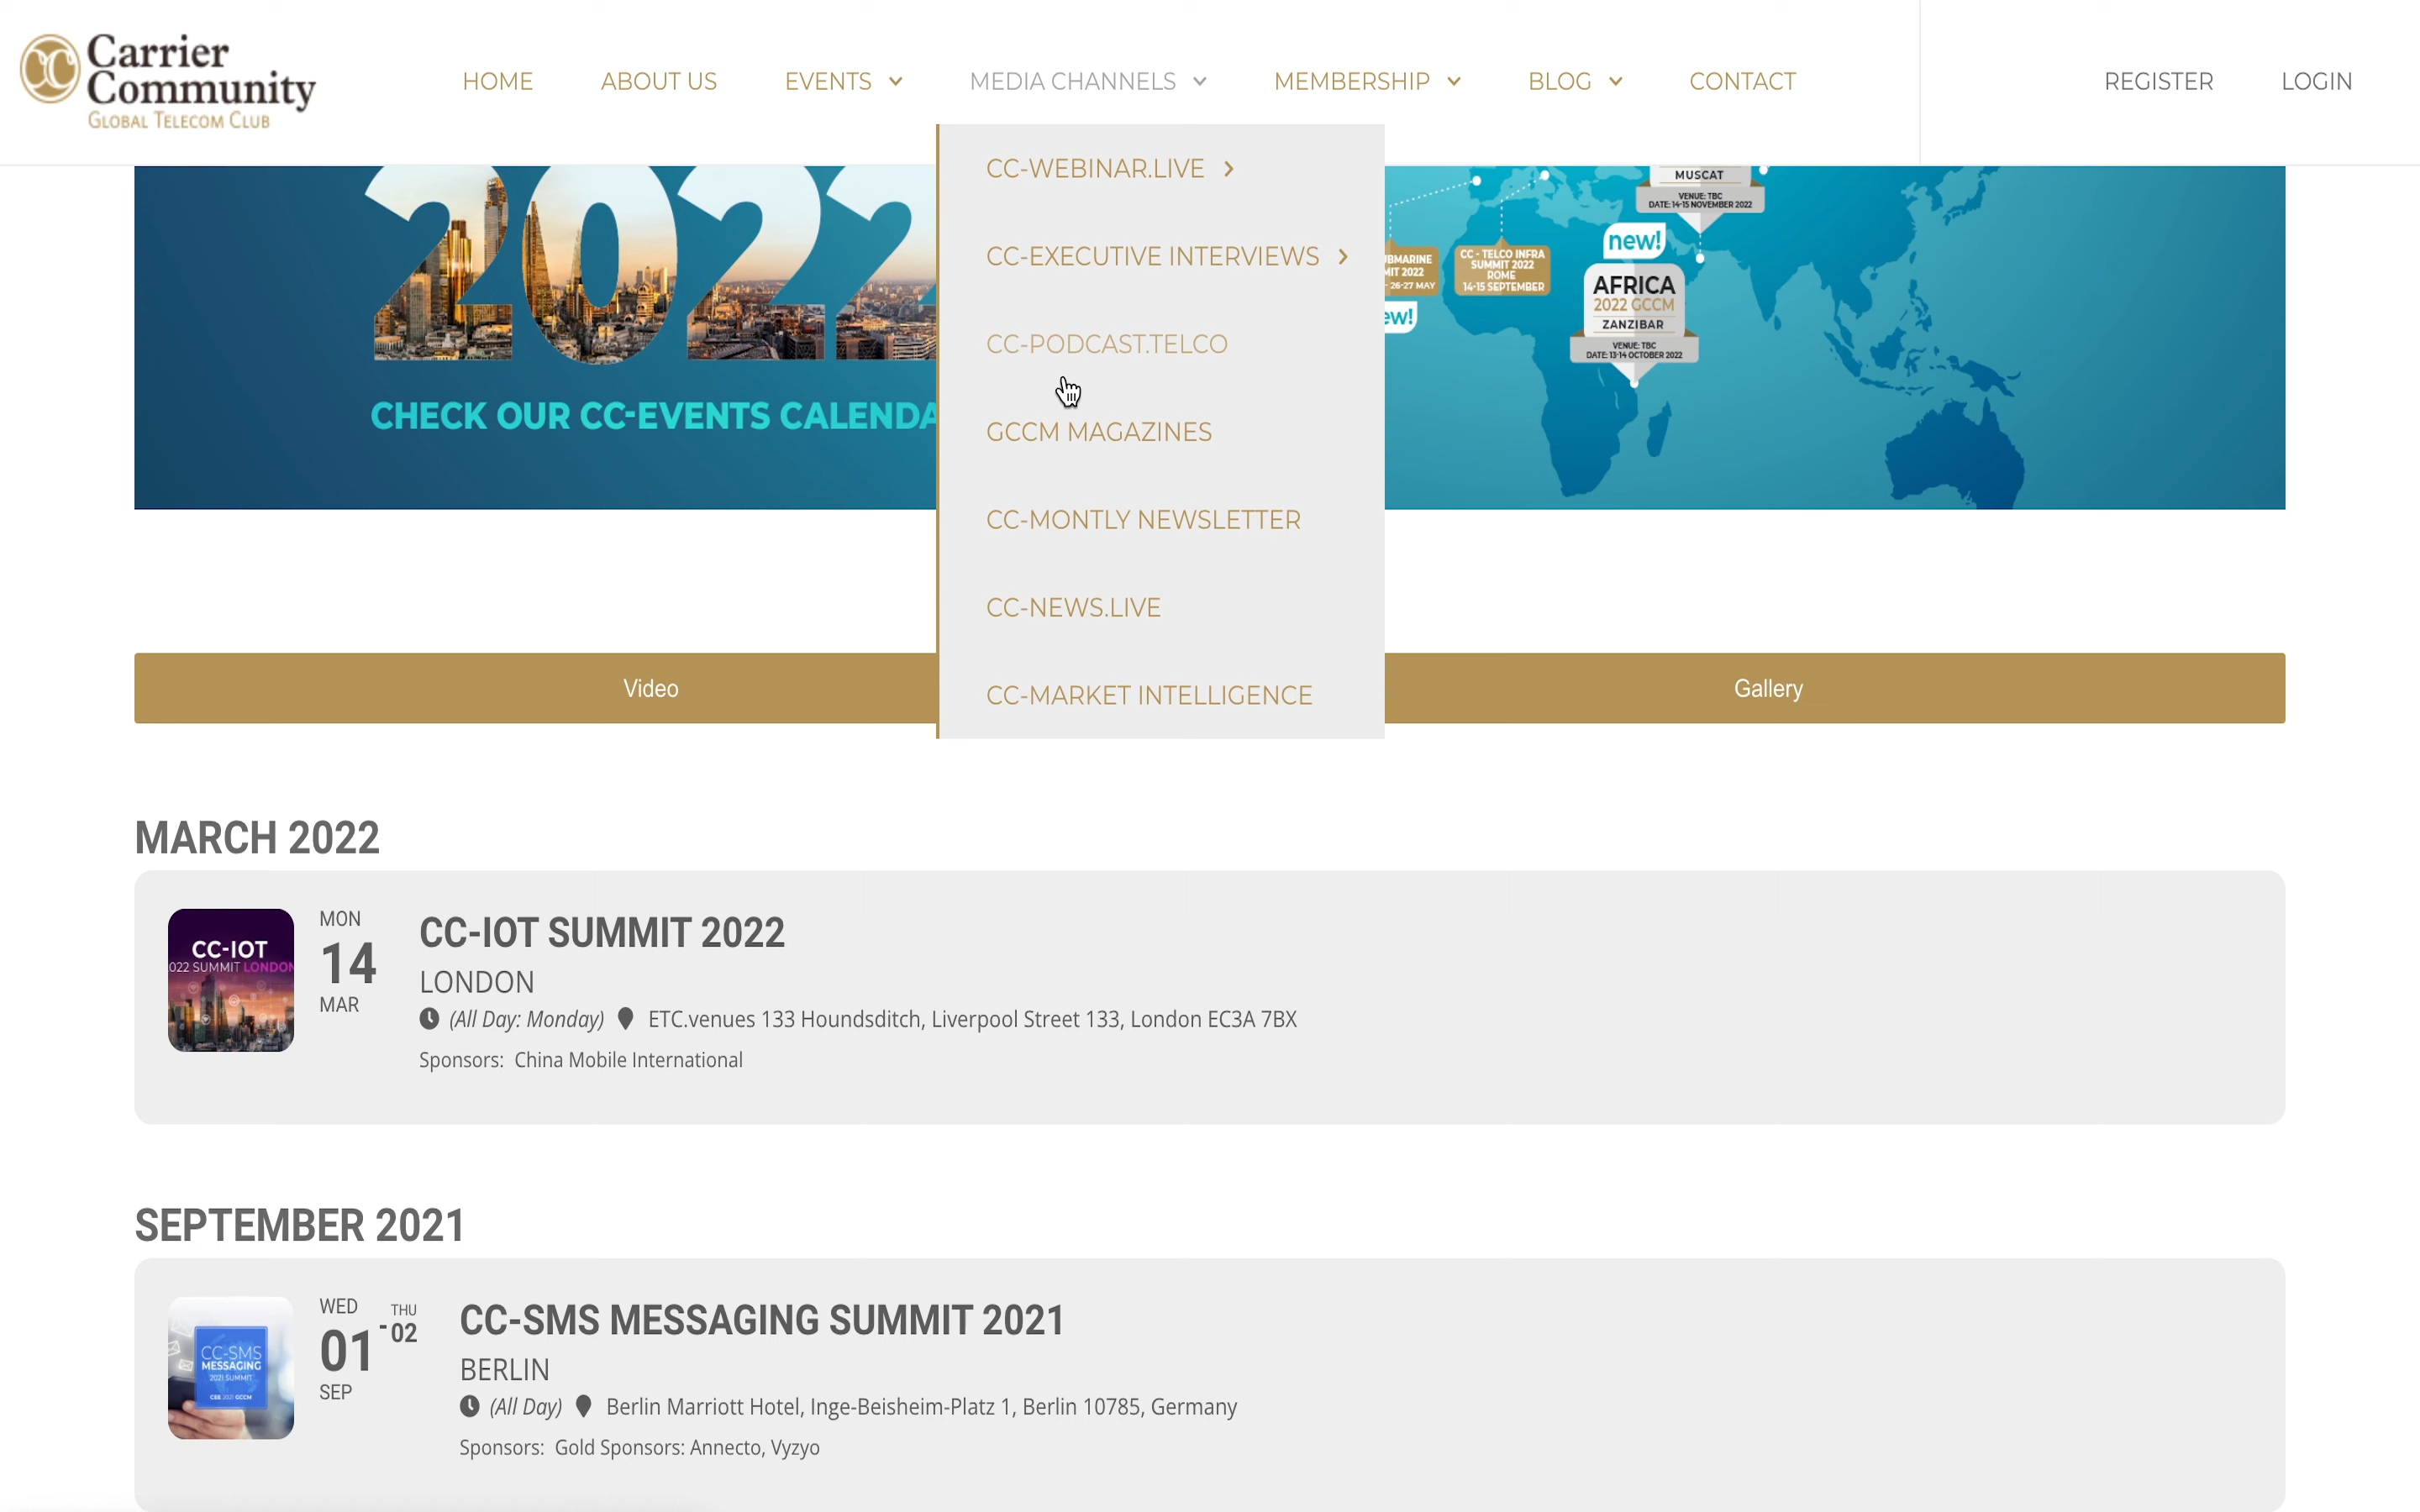 Carrier
Community
GLOBAL TELECOM CLUB
HOME
ABOUT US
EVENTS
MEDIA CHANNELS
MEMBERSHIP
BLOG
CONTACT
REGISTER
LOGIN
CC-WEBINAR.LIVE
CC-EXECUTIVE INTERVIEWS
CC-PODCAST.TELCO
GCCM MAGAZINES
CC-MONTLY NEWSLETTER
CC-NEWS.LIVE
CC-MARKET INTELLIGENCE
2022
CHECK OUR CC-EVENTS
MUSCAT
VENUE: TBC
DATE: 14-15 NOVEMBER 2022
new!
CC - TELCO INFRA
SUMMIT 2022
ROME
14-15 SEPTEMBER
2022
26-27 MAY
AFRICA
2022 GCCM
ZANZIBAR
VENUE: TBC
DATE: 13-14 OCTOBER 2022
Video
Gallery
MARCH 2022
CC-IOT
SUMMIT LONDON
MON
14
MAR
CC-IOT SUMMIT 2022
LONDON
(All Day: Monday) ETC.venues 133 Houndsditch, Liverpool Street 133, London EC3A 7BX
Sponsors: China Mobile International
SEPTEMBER 2021
CC-SMS
MESSAGING
2021 SUMMIT
CEE 2021 GCCM
WED
01
SEP
- THU
02
CC-SMS MESSAGING SUMMIT 2021
BERLIN
(All Day) Berlin Marriott Hotel, Inge-Beisheim-Platz 1, Berlin 10785, Germany
Sponsors: Gold Sponsors: Annecto, Vyzyo